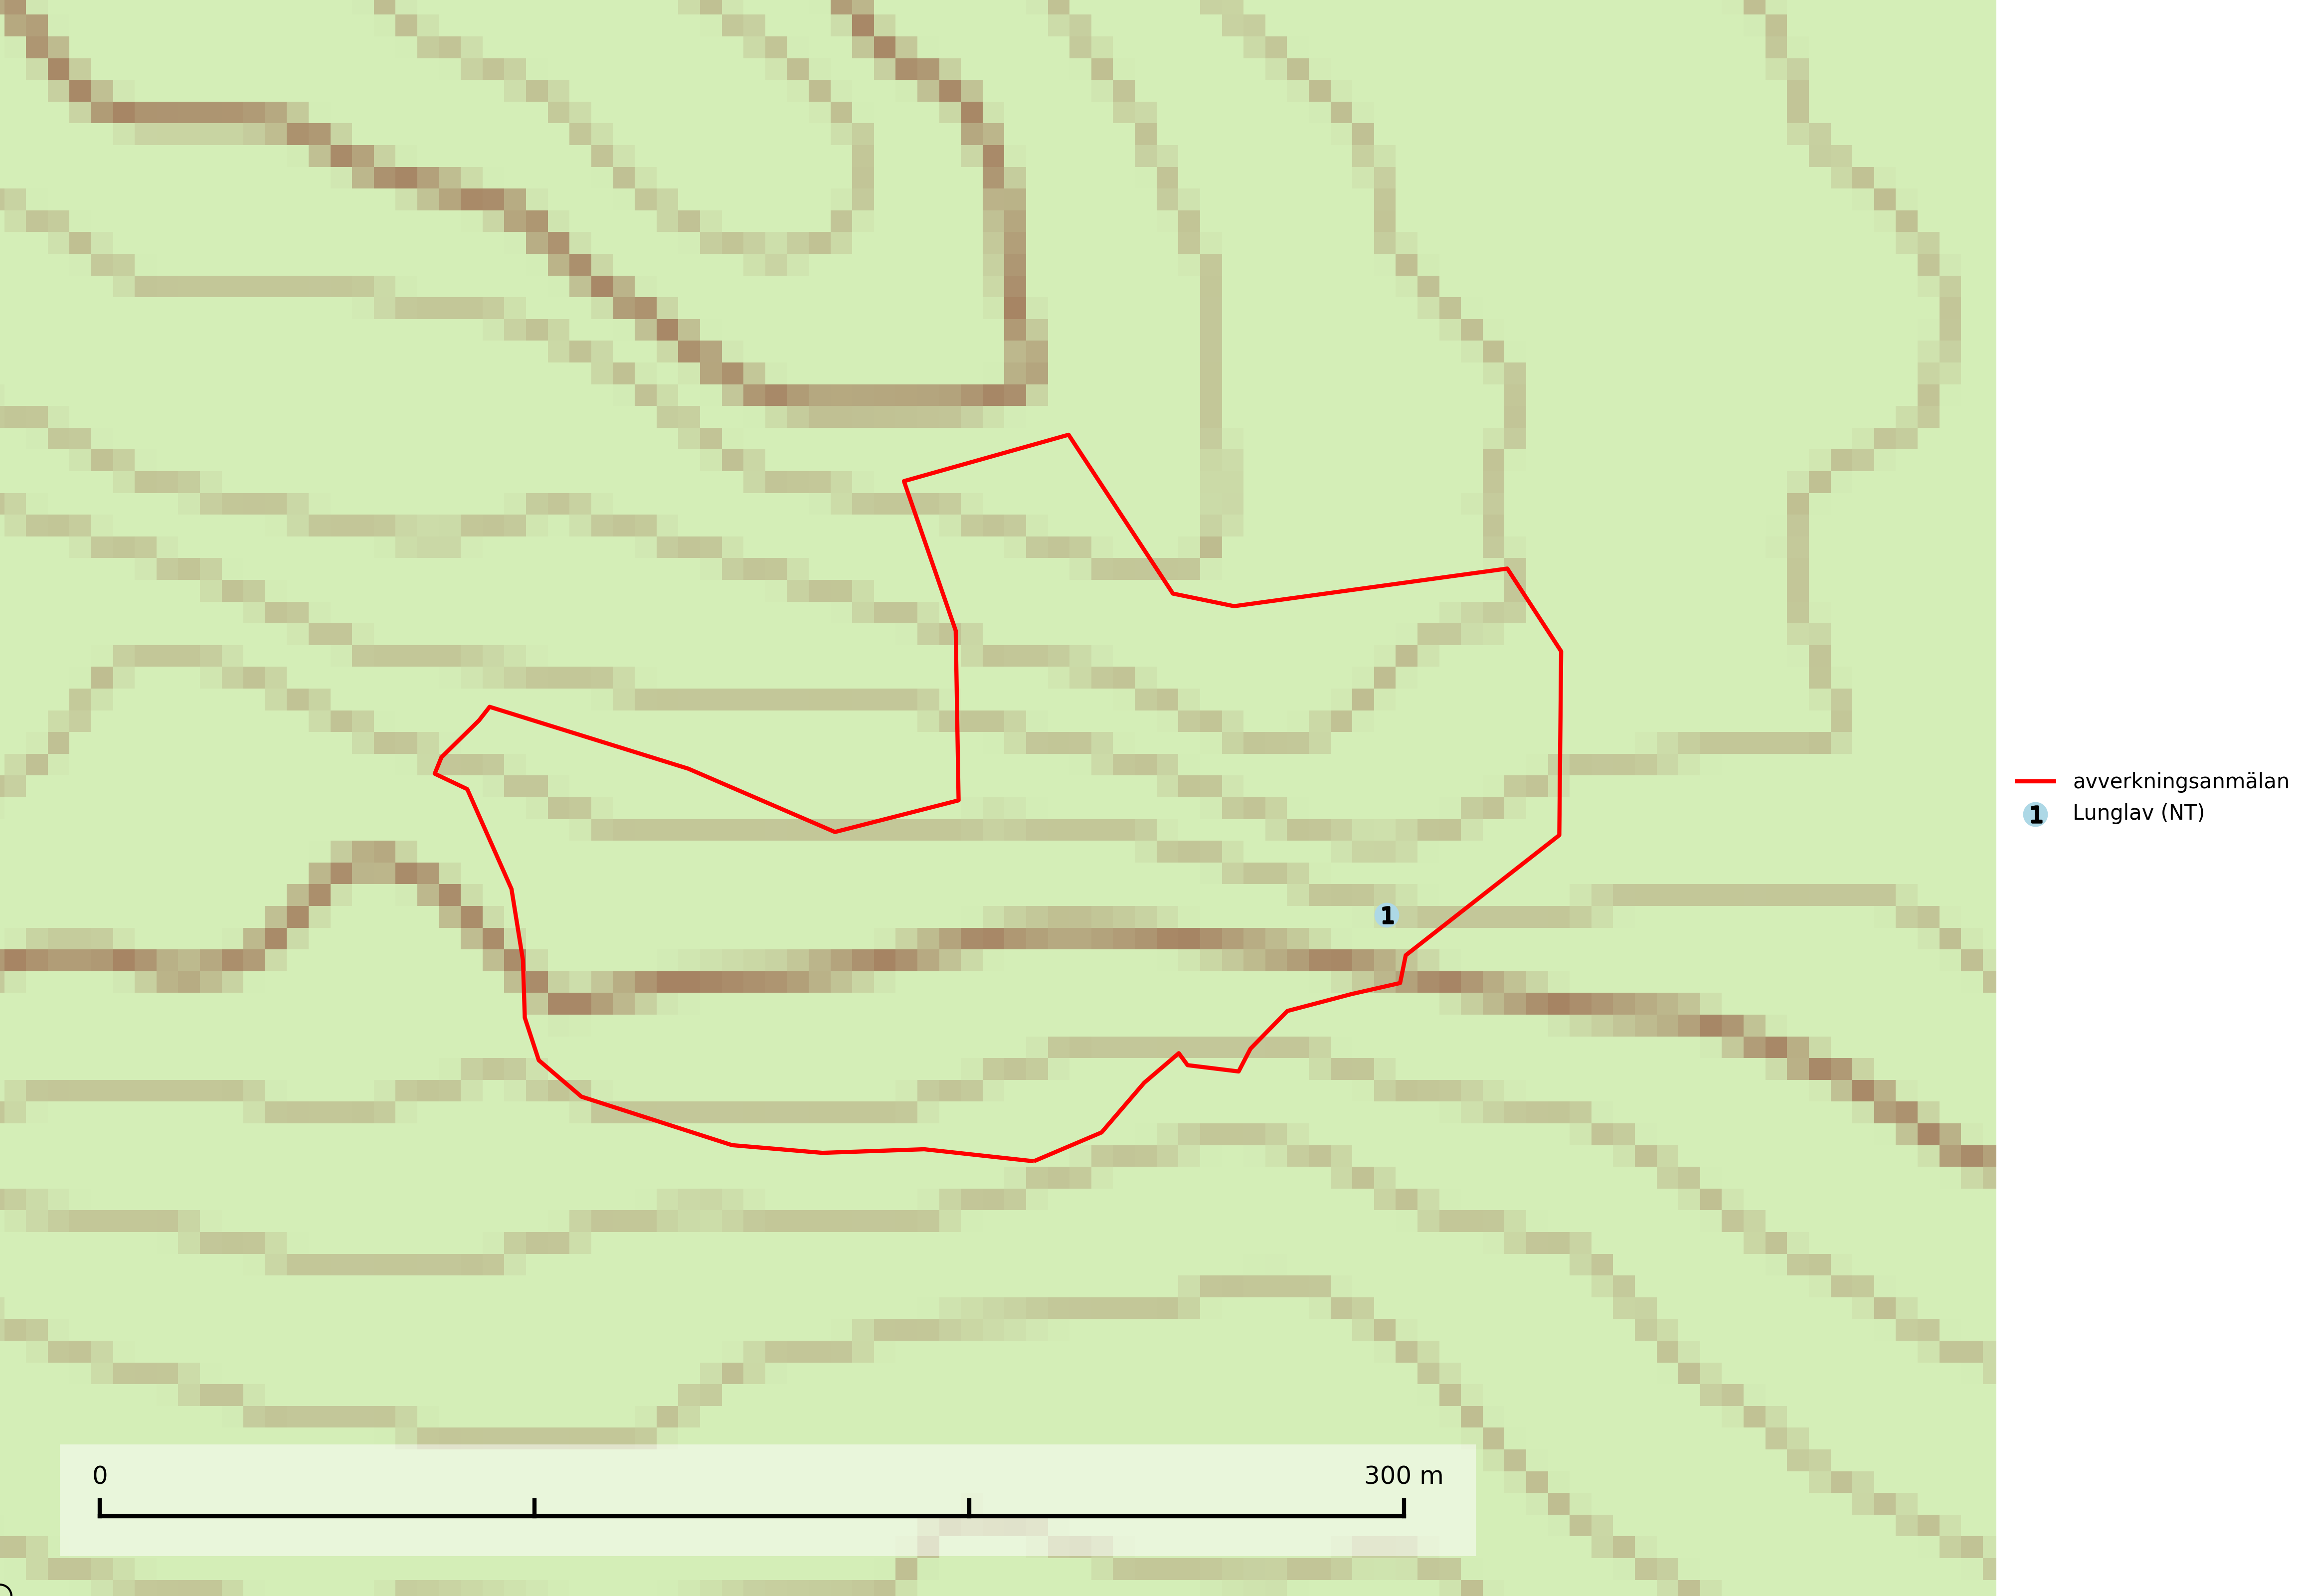 1
avverkningsanmälan
1 Lunglav (NT)
0 300 m